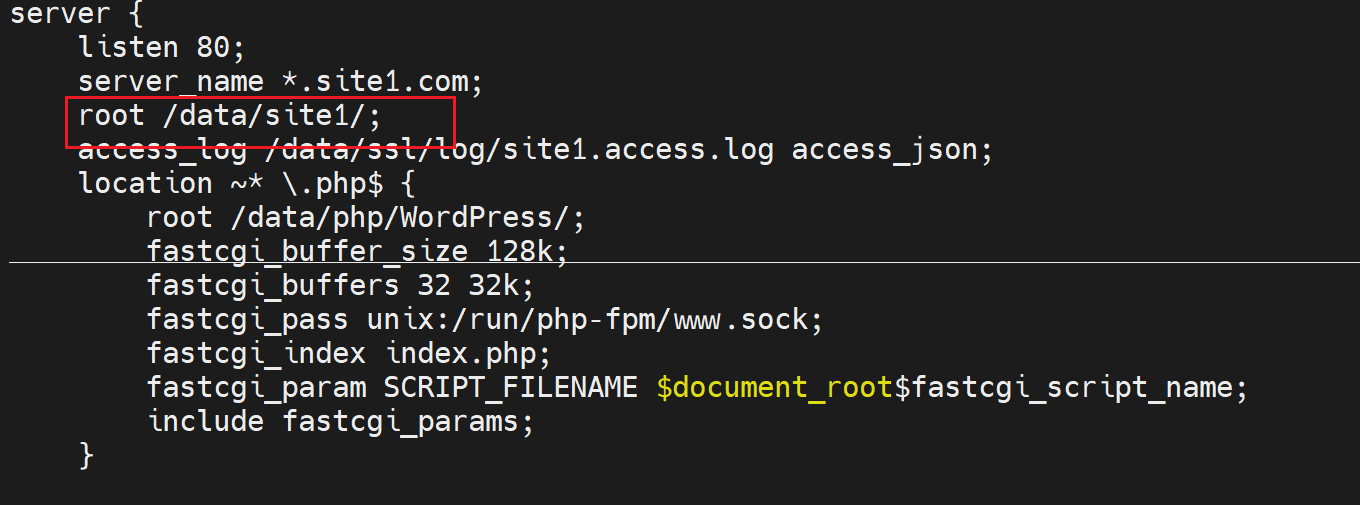 server {
listen 80;
server_name *.site1.com;
root /data/site1/;
access_log /data/ssl/log/site1.access.log access_json;
location ~* \.php$ {
root /data/php/WordPress/;
fastcgi_buffer_size 128k;
fastcgi_buffers 32 32k;
fastcgi_pass unix:/run/php-fpm/www.sock;
fastcgi_index index.php;
fastcgi_param SCRIPT_FILENAME $document_root$fastcgi_script_name;
include fastcgi_params;
}